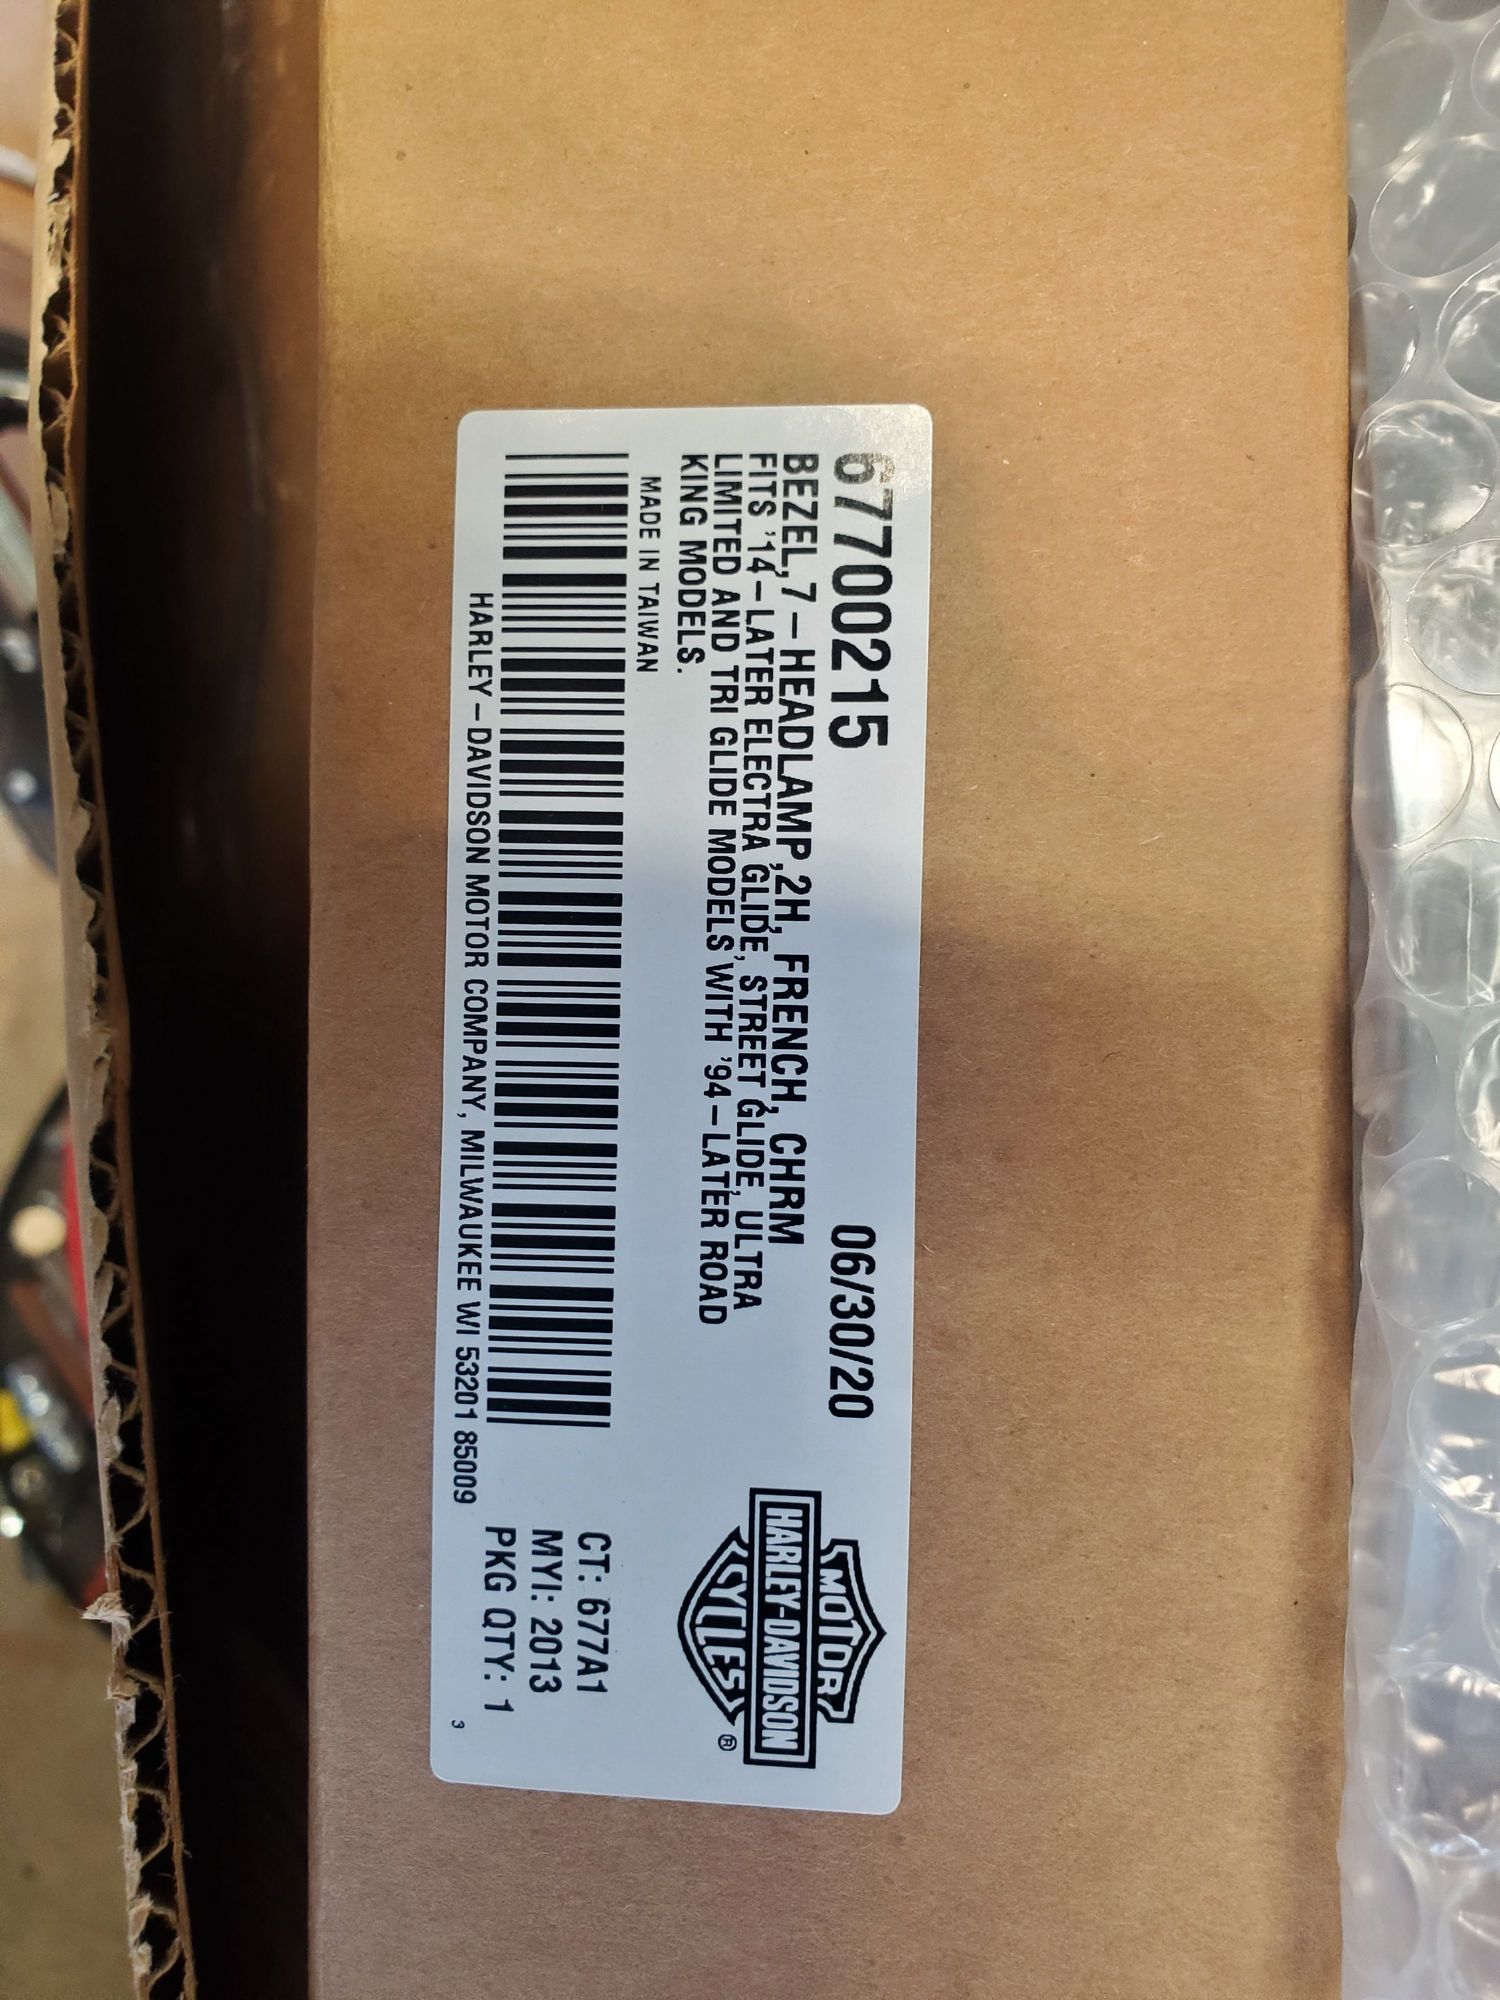 67700215 06/30/20
BEZEL,7-HEADLAMP,2H, FRENCH, CHRM
FITS '14-LATER ELECTRA GLIDE, STREET GLIDE, ULTRA
LIMITED AND TRI GLIDE MODELS WITH '94-LATER ROAD
KING MODELS.
MADE IN TAIWAN
HARLEY-DAVIDSON MOTOR COMPANY, MILWAUKEE WI 53201 85009
MOTOR
HARLEY-DAVIDSON
CYCLES ®
CT: 677A1
MYI: 2013
PKG QTY: 1
3